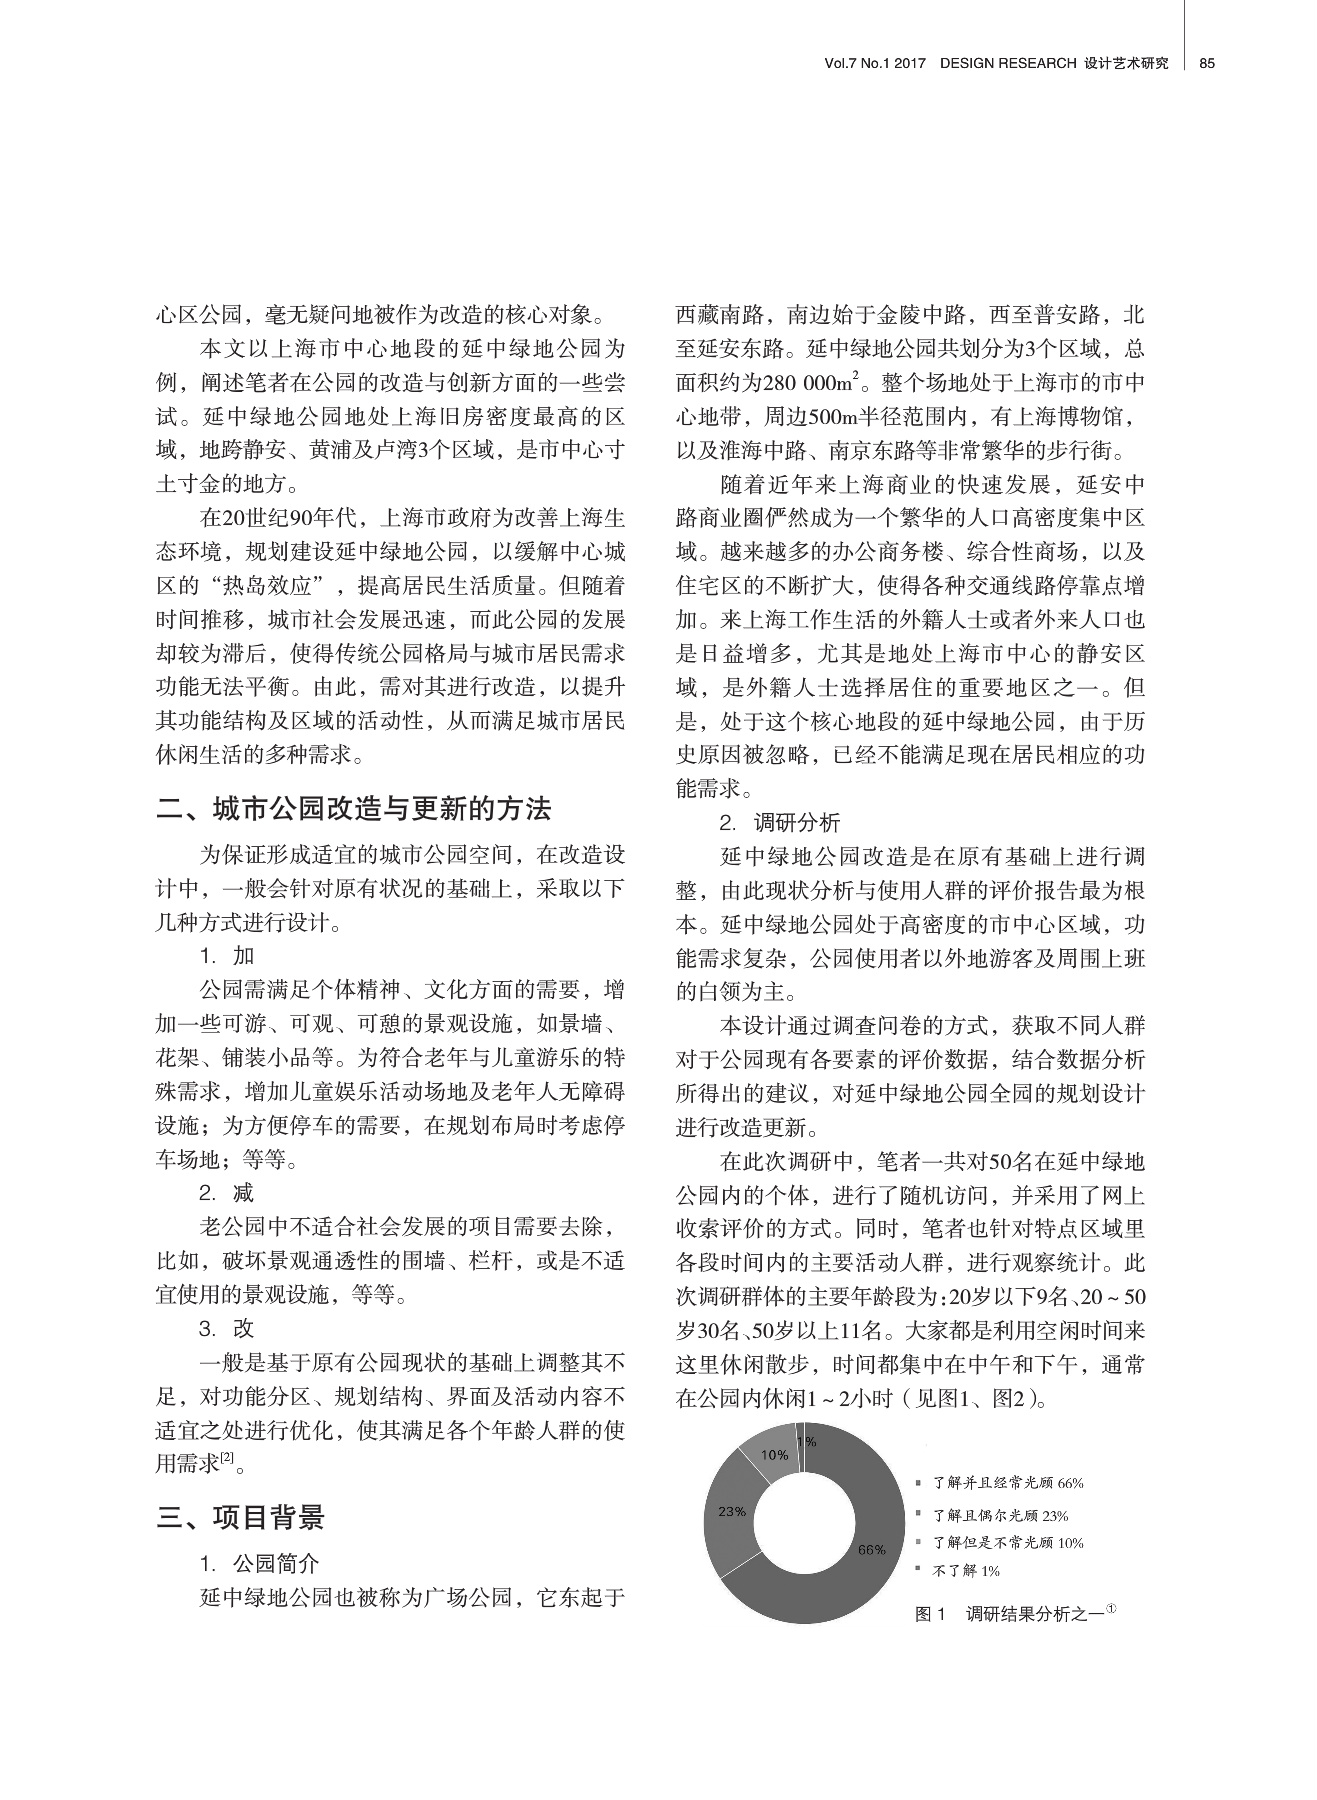 Vol.7 No.1 2017 DESIGN RESEARCH 设计艺术研究 85
心区公园，毫无疑问地被作为改造的核心对象。
本文以上海市中心地段的延中绿地公园为
例，阐述笔者在公园的改造与创新方面的一些尝
试。延中绿地公园地处上海旧房密度最高的区
域，地跨静安、黄浦及卢湾3个区域，是市中心寸
土寸金的地方。
在20世纪90年代，上海市政府为改善上海生
态环境，规划建设延中绿地公园，以缓解中心城
区的“热岛效应”，提高居民生活质量。但随着
时间推移，城市社会发展迅速，而此公园的发展
却较为滞后，使得传统公园格局与城市居民需求
功能无法平衡。由此，需对其进行改造，以提升
其功能结构及区域的活动性，从而满足城市居民
休闲生活的多种需求。
二、城市公园改造与更新的方法
为保证形成适宜的城市公园空间，在改造设
计中，一般会针对原有状况的基础上，采取以下
几种方式进行设计。
1. 加
公园需满足个体精神、文化方面的需要，增
加一些可游、可观、可憩的景观设施，如景墙、
花架、铺装小品等。为符合老年与儿童游乐的特
殊需求，增加儿童娱乐活动场地及老年人无障碍
设施；为方便停车的需要，在规划布局时考虑停
车场地；等等。
2. 减
老公园中不适合社会发展的项目需要去除，
比如，破坏景观通透性的围墙、栏杆，或是不适
宜使用的景观设施，等等。
3. 改
一般是基于原有公园现状的基础上调整其不
足，对功能分区、规划结构、界面及活动内容不
适宜之处进行优化，使其满足各个年龄人群的使
用需求[2]。
三、项目背景
1. 公园简介
延中绿地公园也被称为广场公园，它东起于
西藏南路，南边始于金陵中路，西至普安路，北
至延安东路。延中绿地公园共划分为3个区域，总
面积约为280 000m²。整个场地处于上海市的市中
心地带，周边500m半径范围内，有上海博物馆，
以及淮海中路、南京东路等非常繁华的步行街。
随着近年来上海商业的快速发展，延安中
路商业圈俨然成为一个繁华的人口高密度集中区
域。越来越多的办公商务楼、综合性商场，以及
住宅区的不断扩大，使得各种交通线路停靠点增
加。来上海工作生活的外籍人士或者外来人口也
是日益增多，尤其是地处上海市中心的静安区
域，是外籍人士选择居住的重要地区之一。但
是，处于这个核心地段的延中绿地公园，由于历
史原因被忽略，已经不能满足现在居民相应的功
能需求。
2. 调研分析
延中绿地公园改造是在原有基础上进行调
整，由此现状分析与使用人群的评价报告最为根
本。延中绿地公园处于高密度的市中心区域，功
能需求复杂，公园使用者以外地游客及周围上班
的白领为主。
本设计通过调查问卷的方式，获取不同人群
对于公园现有各要素的评价数据，结合数据分析
所得出的建议，对延中绿地公园全园的规划设计
进行改造更新。
在此次调研中，笔者一共对50名在延中绿地
公园内的个体，进行了随机访问，并采用了网上
收索评价的方式。同时，笔者也针对特点区域里
各段时间内的主要活动人群，进行观察统计。此
次调研群体的主要年龄段为：20岁以下9名、20～50
岁30名、50岁以上11名。大家都是利用空闲时间来
这里休闲散步，时间都集中在中午和下午，通常
在公园内休闲1～2小时（见图1、图2）。
1%
10%
23%
66%
了解并且经常光顾 66%
了解且偶尔光顾 23%
了解但是不常光顾 10%
不了解 1%
图 1 调研结果分析之一①